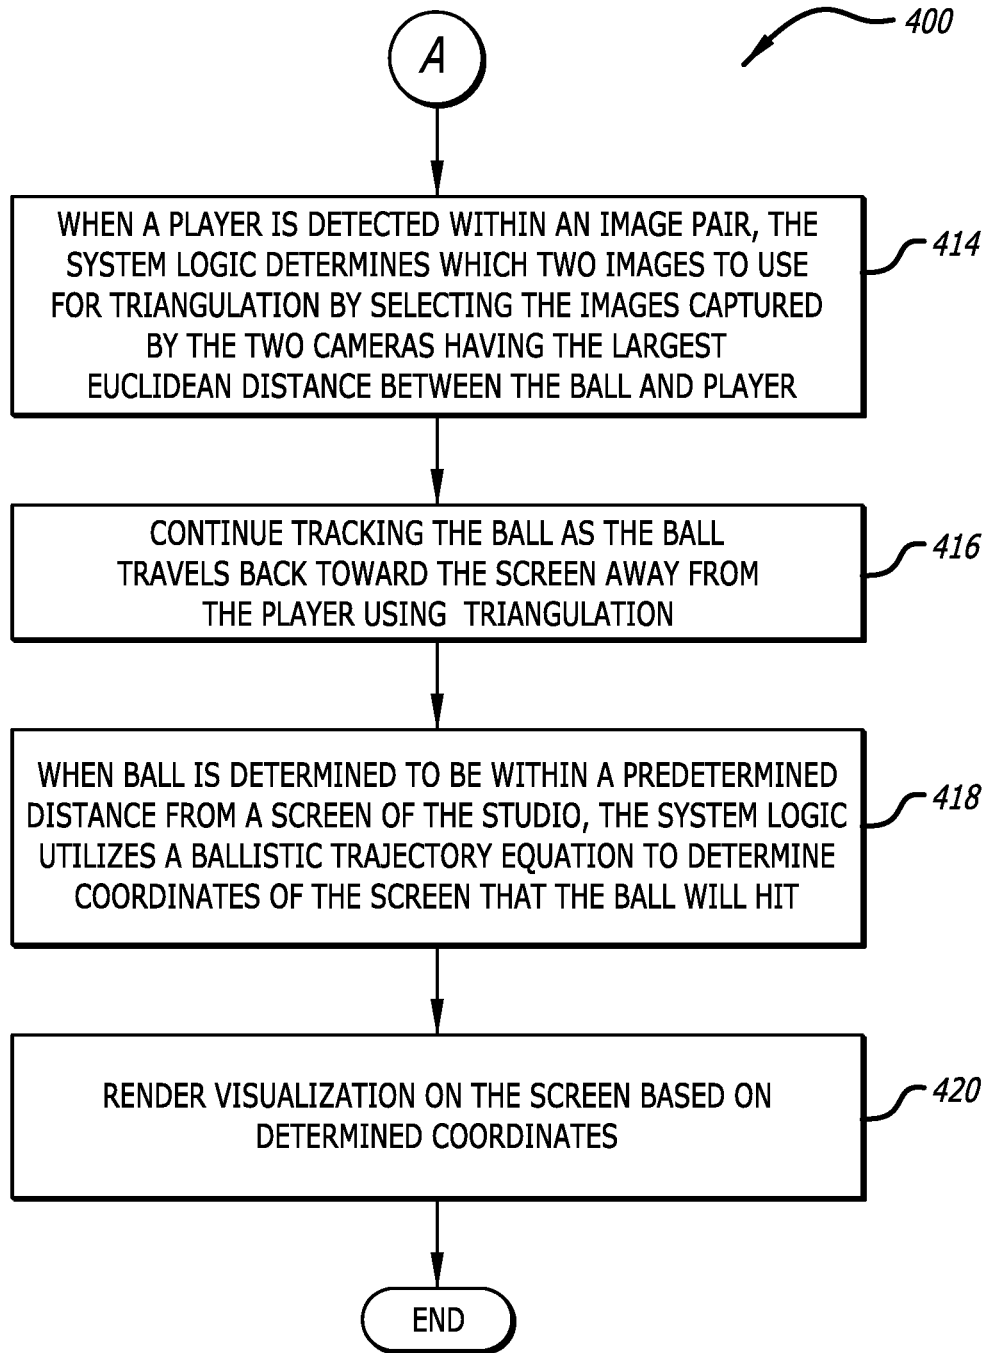 400
A
WHEN A PLAYER IS DETECTED WITHIN AN IMAGE PAIR, THE
SYSTEM LOGIC DETERMINES WHICH TWO IMAGES TO USE
FOR TRIANGULATION BY SELECTING THE IMAGES CAPTURED
BY THE TWO CAMERAS HAVING THE LARGEST
EUCLIDEAN DISTANCE BETWEEN THE BALL AND PLAYER
414
CONTINUE TRACKING THE BALL AS THE BALL
TRAVELS BACK TOWARD THE SCREEN AWAY FROM
THE PLAYER USING TRIANGULATION
416
WHEN BALL IS DETERMINED TO BE WITHIN A PREDETERMINED
DISTANCE FROM A SCREEN OF THE STUDIO, THE SYSTEM LOGIC
UTILIZES A BALLISTIC TRAJECTORY EQUATION TO DETERMINE
COORDINATES OF THE SCREEN THAT THE BALL WILL HIT
418
RENDER VISUALIZATION ON THE SCREEN BASED ON
DETERMINED COORDINATES
420
END